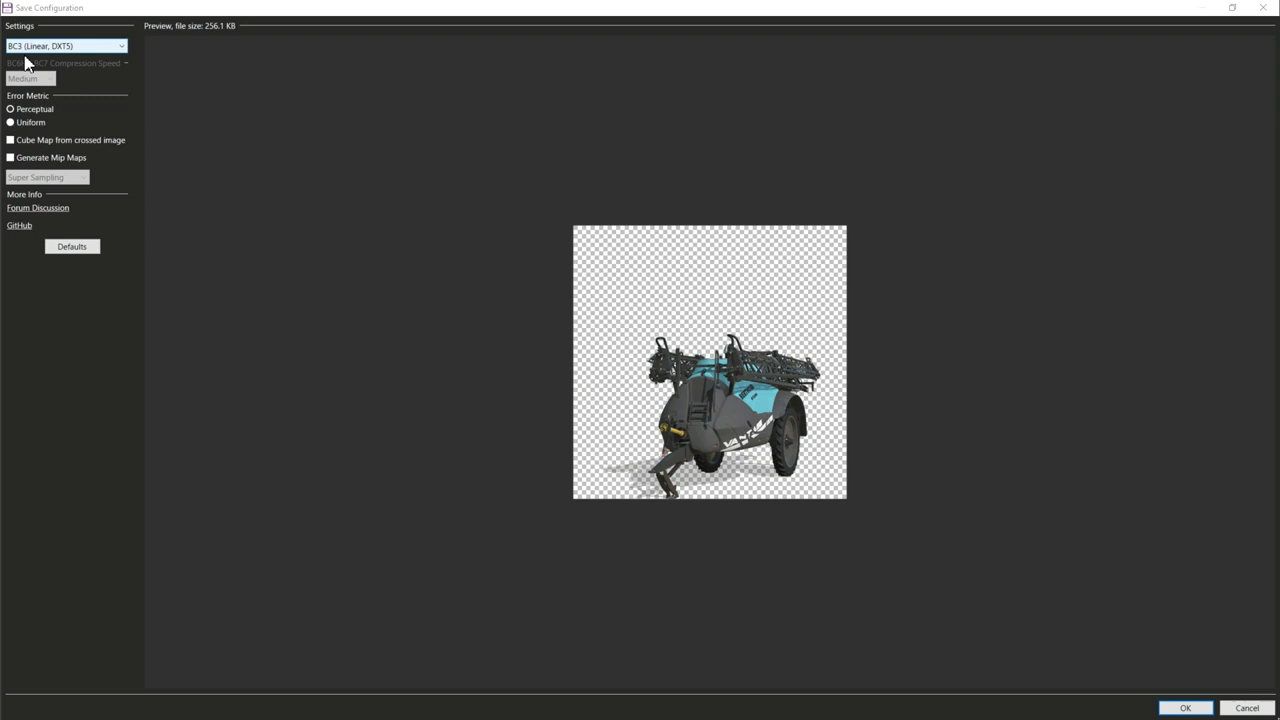 Save Configuration
Settings
Preview, file size: 256.1 KB
BC3 (Linear, DXT5)
BC7 Compression Speed
Medium
Error Metric
Perceptual
Uniform
Cube Map from crossed image
Generate Mip Maps
Super Sampling
More Info
Forum Discussion
GitHub
Defaults
OK
Cancel